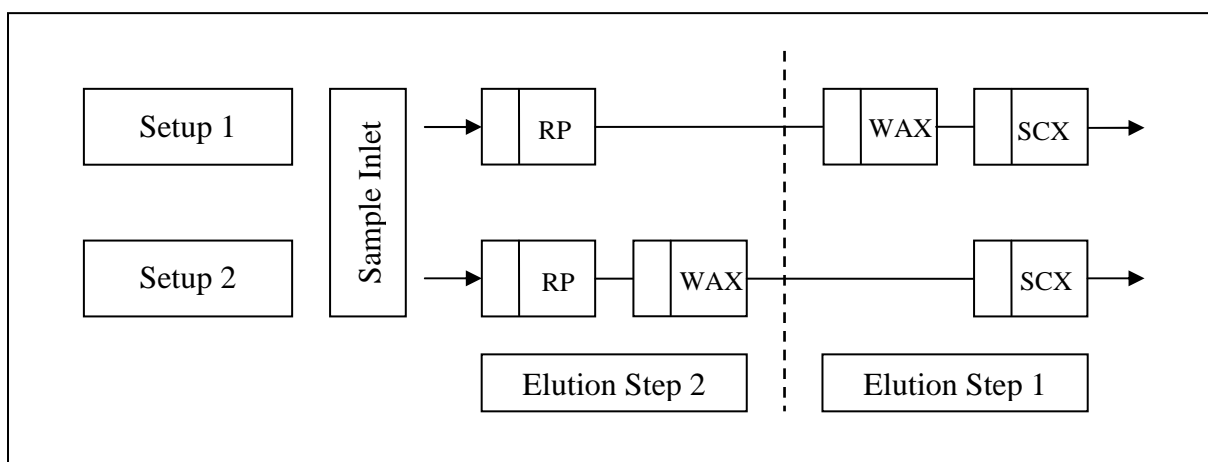 Setup 1
Sample Inlet
RP
WAX
SCX
Setup 2
RP
WAX
SCX
Elution Step 2
Elution Step 1